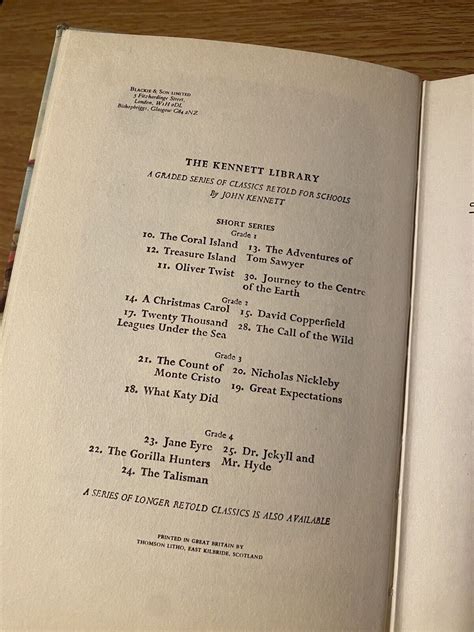 BLACKIE & SON LIMITED
5 Fitzhardinge Street,
London, W1H 0DL
Bishopbriggs, Glasgow G64 2NZ
THE KENNETT LIBRARY
A GRADED SERIES OF CLASSICS RETOLD FOR SCHOOLS
By JOHN KENNETT
SHORT SERIES
Grade 1
10. The Coral Island
12. Treasure Island
11. Oliver Twist
13. The Adventures of
Tom Sawyer
30. Journey to the Centre
of the Earth
Grade 2
14. A Christmas Carol
17. Twenty Thousand
Leagues Under the Sea
15. David Copperfield
28. The Call of the Wild
Grade 3
21. The Count of
Monte Cristo
18. What Katy Did
20. Nicholas Nickleby
19. Great Expectations
Grade 4
23. Jane Eyre
22. The Gorilla Hunters
24. The Talisman
25. Dr. Jekyll and
Mr. Hyde
A SERIES OF LONGER RETOLD CLASSICS IS ALSO AVAILABLE
PRINTED IN GREAT BRITAIN BY
THOMSON LITHO, EAST KILBRIDE, SCOTLAND